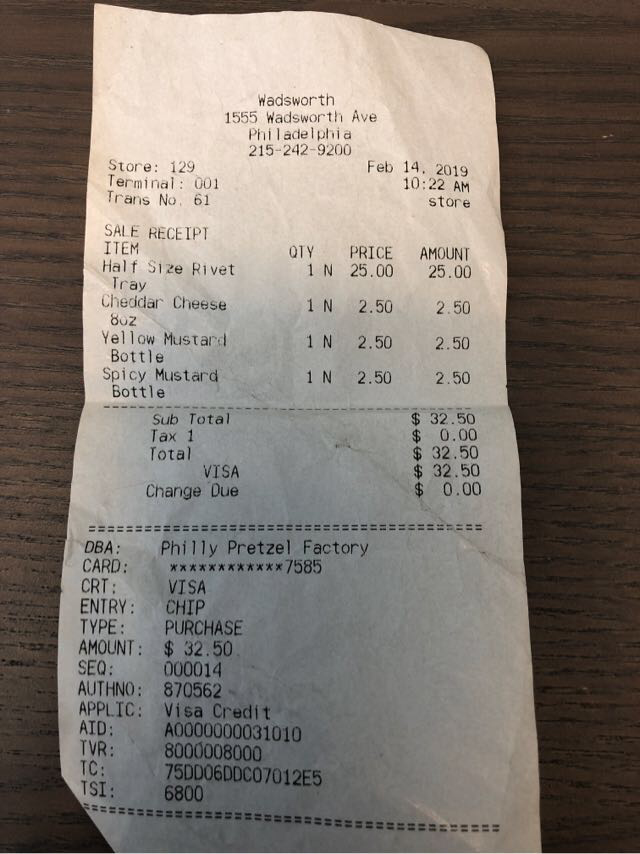 Wadsworth
1555 Wadsworth Ave
Philadelphia
215-242-9200
Store: 129 Feb 14, 2019
Terminal: 001 10:22 AM
Trans No. 61 store
SALE RECEIPT
ITEM QTY PRICE AMOUNT
Half Size Rivet 1 N 25.00 25.00
Tray
Cheddar Cheese 1 N 2.50 2.50
8oz
Yellow Mustard 1 N 2.50 2.50
Bottle
Spicy Mustard 1 N 2.50 2.50
Bottle
Sub Total $ 32.50
Tax 1 $ 0.00
Total $ 32.50
VISA $ 32.50
Change Due $ 0.00
DBA: Philly Pretzel Factory
CARD: ************7585
CRT: VISA
ENTRY: CHIP
TYPE: PURCHASE
AMOUNT: $ 32.50
SEQ: 000014
AUTHNO: 870562
APPLIC: Visa Credit
AID: A0000000031010
TVR: 8000008000
TC: 75DD06DDC07012E5
TSI: 6800